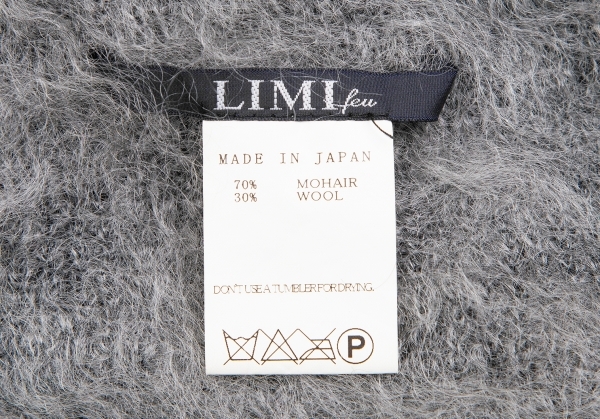 LIMI feu
MADE IN JAPAN
70% MOHAIR
30% WOOL
DON'T USE A TUMBLER FOR DRYING.
P